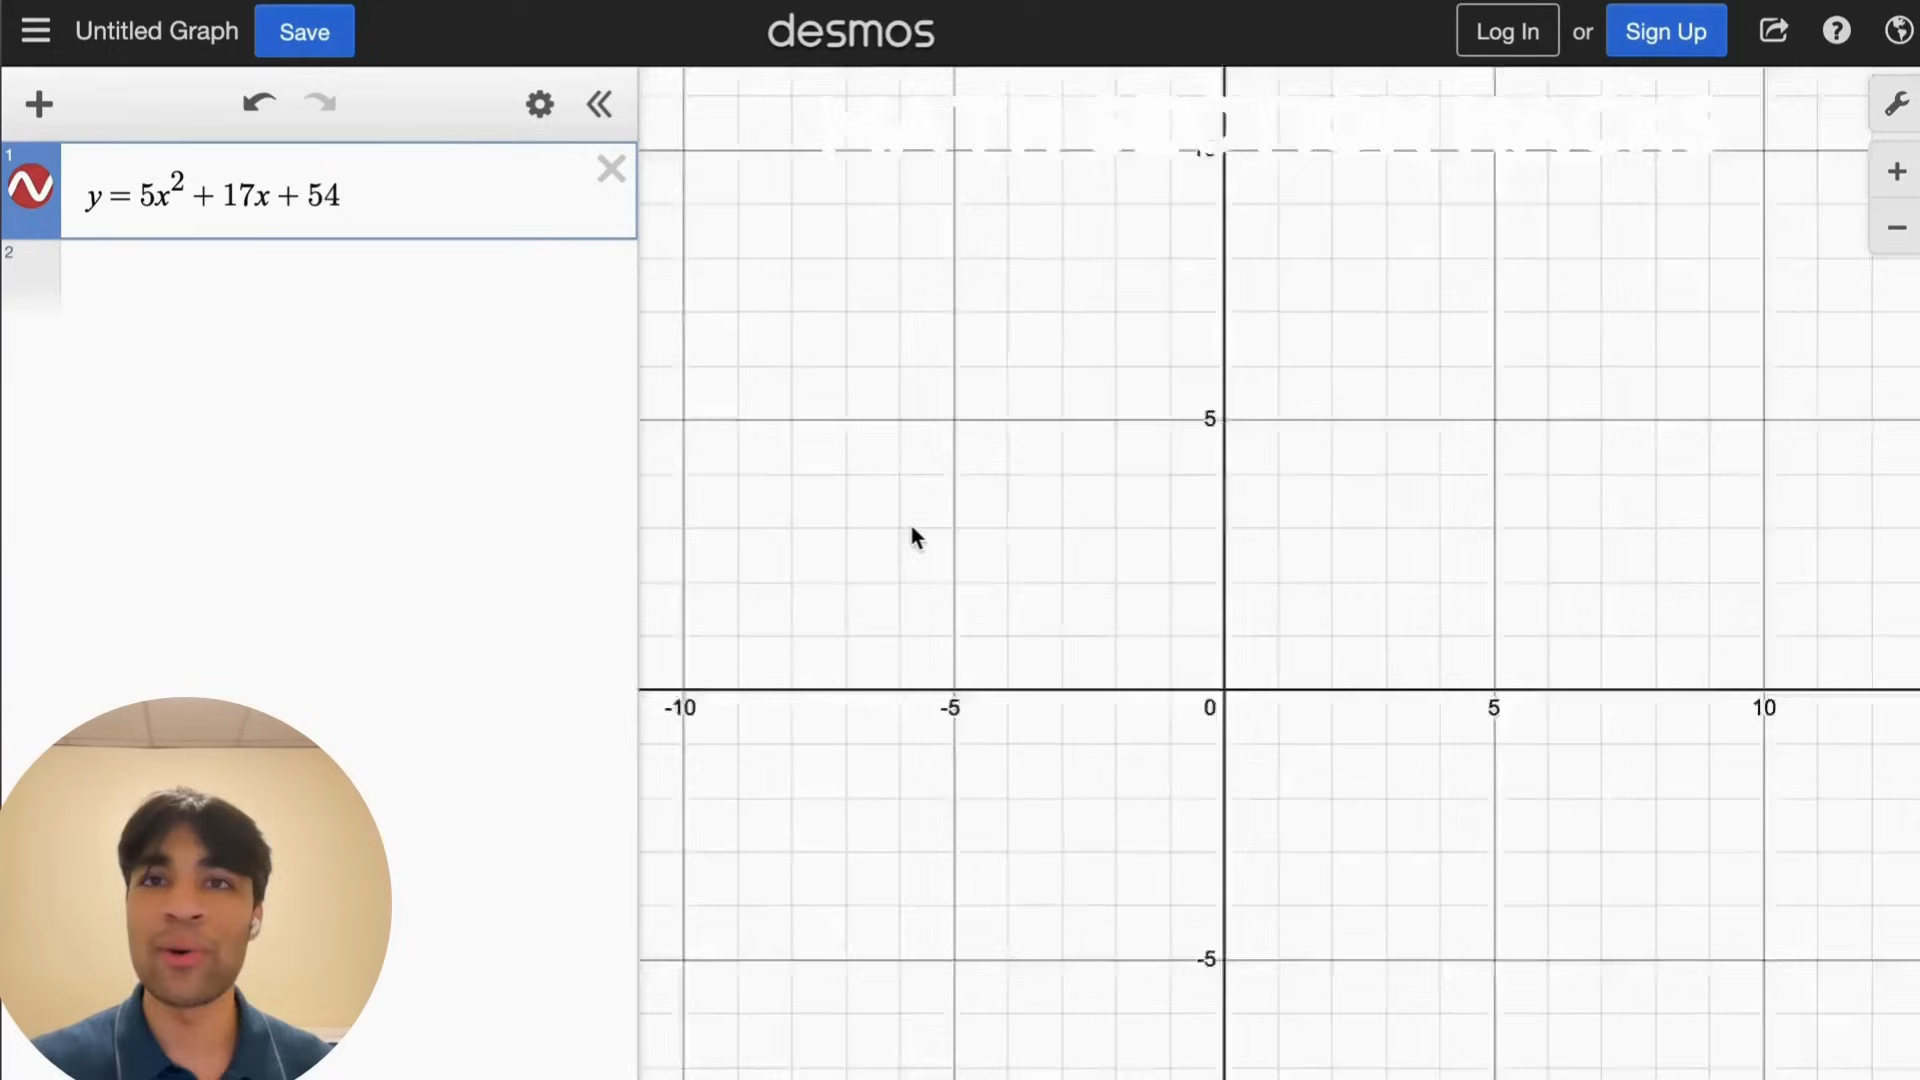 Untitled Graph
Save
desmos
Log In
or
Sign Up
1
y = 5x² + 17x + 54
2
5
-10
-5
0
5
10
-5